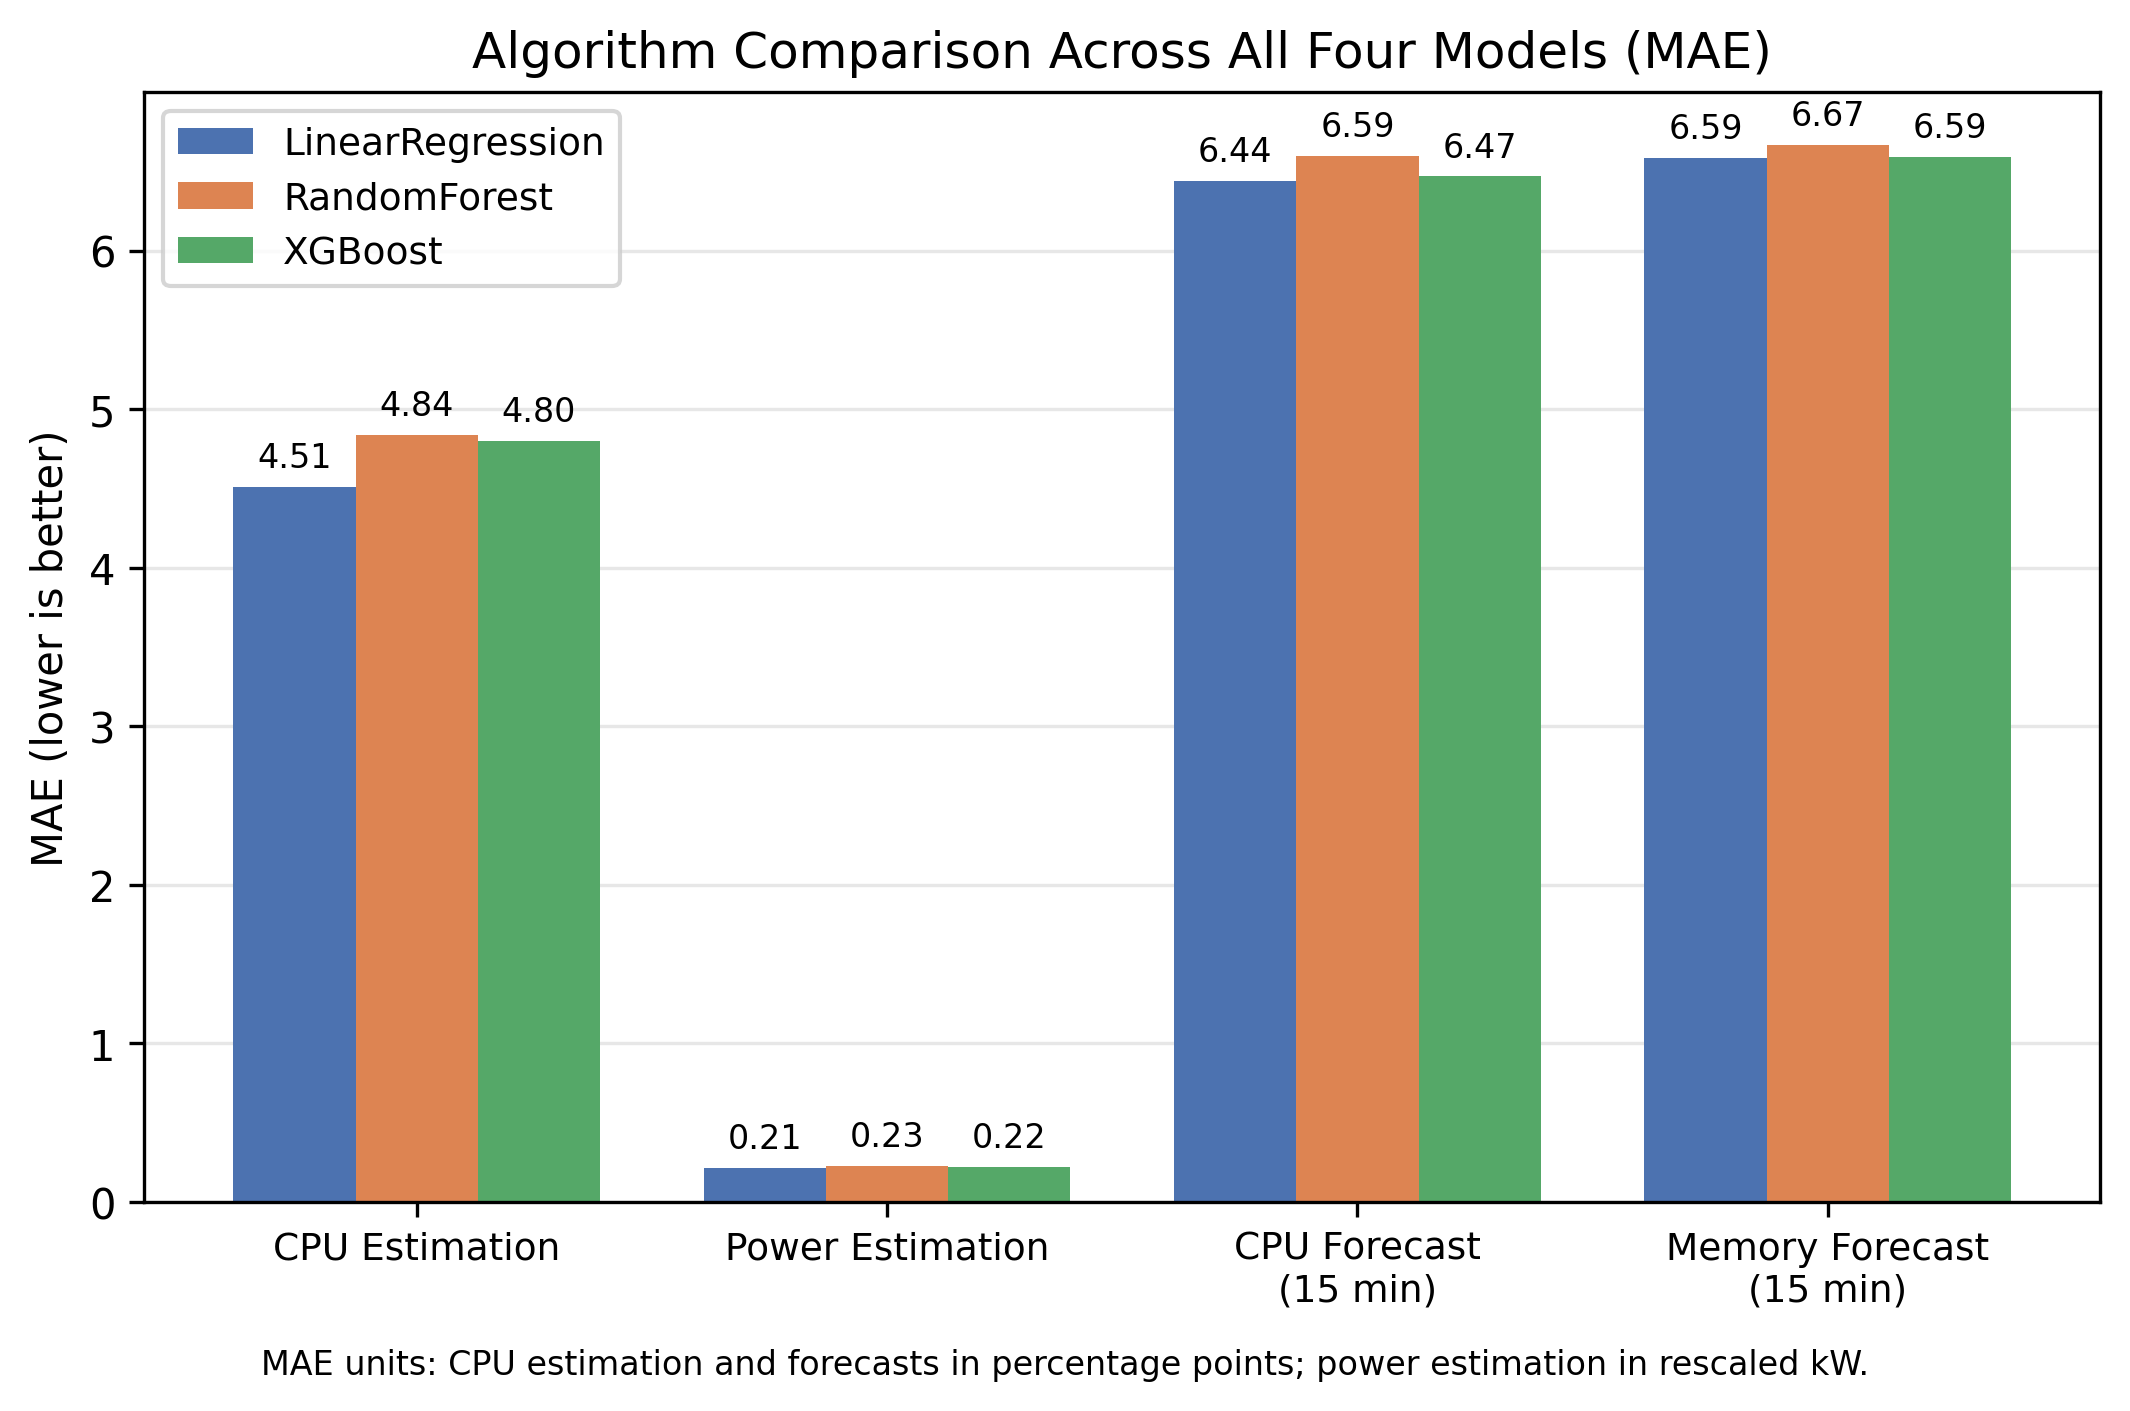 Algorithm Comparison Across All Four Models (MAE)
LinearRegression
RandomForest
XGBoost
MAE (lower is better)
6
5
4
3
2
1
0
4.51
4.84
4.80
0.21
0.23
0.22
6.44
6.59
6.47
6.59
6.67
6.59
CPU Estimation
Power Estimation
CPU Forecast
(15 min)
Memory Forecast
(15 min)
MAE units: CPU estimation and forecasts in percentage points; power estimation in rescaled kW.